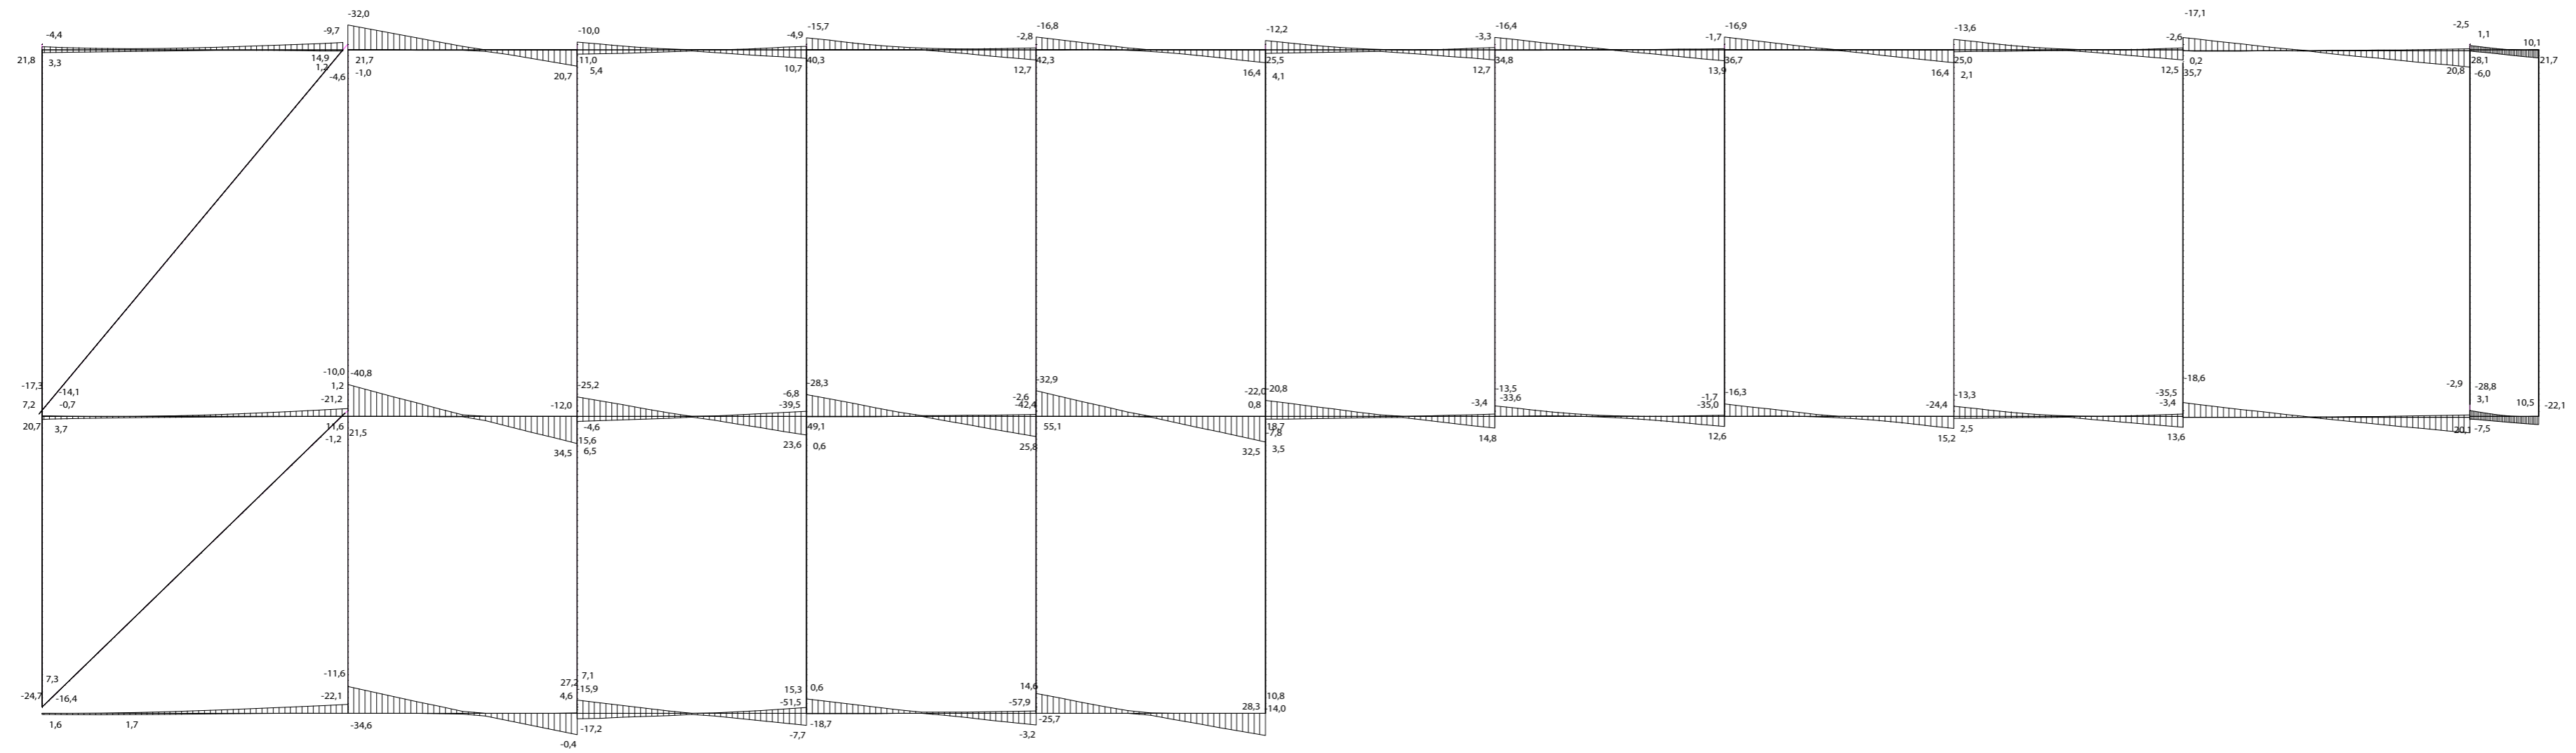 -17,1
-32,0
-2,5
-15,7 -16,8 -16,4 -16,9
-9,7 -10,0 -12,2 -13,6
-4,4 -4,9 -2,8 -3,3 -1,7 -2,6 1,1
10,1
21,8 3,3 14,9 21,7 11,0 40,3 42,3 25,5 34,8 36,7 25,0 0,2 28,1 21,7
1,2 -1,0 5,4 10,7 12,7 16,4 12,7 13,9 16,4 2,1 12,5 35,7 20,8 -6,0
-4,6 20,7 4,1
-10,0 -40,8 -32,9 -18,6
-17,3 1,2 -25,2 -28,3 -22,0 -20,8 -13,5 -16,3 -13,3 -35,5 -2,9 -28,8
-14,1 -21,2 -6,8 -2,6 -33,6 -1,7 3,1
7,2 -0,7 -12,0 -39,5 -42,4 0,8 -3,4 -35,0 -24,4 -3,4 10,5 -22,1
20,7 3,7 11,6 -4,6 49,1 55,1 18,7 2,5 20,1 -7,5
-1,2 21,5 15,6 -7,8 14,8 12,6 15,2 13,6
34,5 6,5 23,6 0,6 25,8 32,5 3,5
7,3 -11,6 7,1
27,2 15,3 0,6 14,6
-24,7 -16,4 -22,1 4,6 -15,9 -51,5 -57,9 28,3 10,8
-14,0
1,6 1,7 -34,6 -17,2 -18,7 -25,7
-7,7 -3,2
-0,4